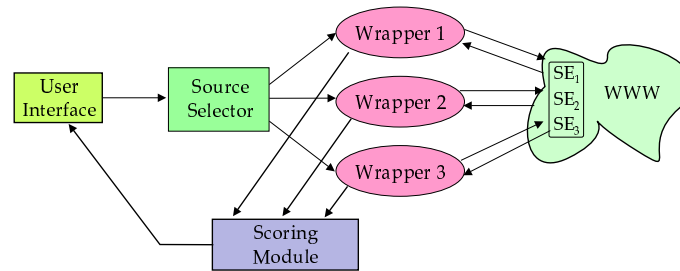 User
Interface
Source
Selector
Wrapper 1
Wrapper 2
Wrapper 3
SE1
SE2
SE3
WWW
Scoring
Module